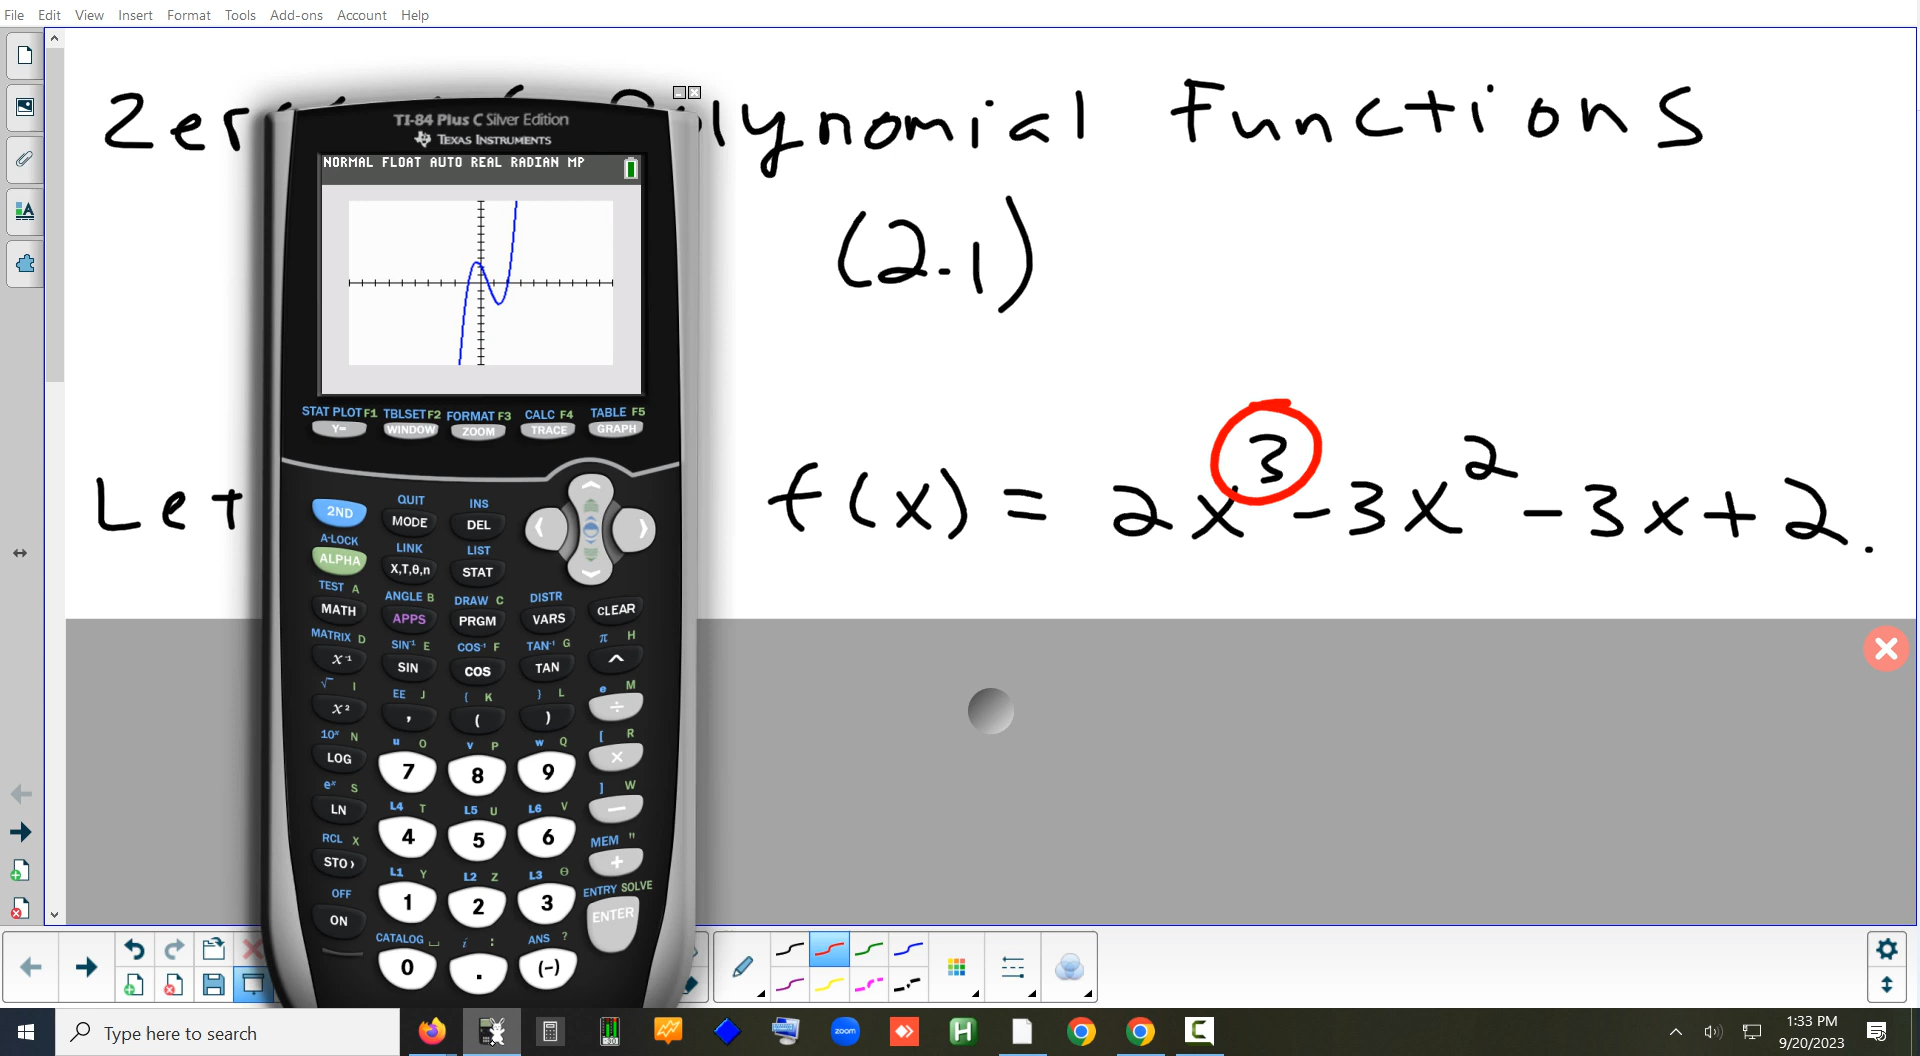 File Edit View Insert Format Tools Add-ons Account Help
Zer Polynomial Functions
(2.1)
TI-84 Plus C Silver Edition
TEXAS INSTRUMENTS
NORMAL FLOAT AUTO REAL RADIAN MP
STAT PLOT F1 TBLSET F2 FORMAT F3 CALC F4 TABLE F5
Y= WINDOW ZOOM TRACE GRAPH
Let f(x) = 2x³-3x²-3x+2.
QUIT INS
2ND MODE DEL
A-LOCK LINK LIST
ALPHA X,T,θ,n STAT
TEST A ANGLE B DRAW C DISTR
MATH APPS PRGM VARS CLEAR
MATRIX D SIN⁻¹ E COS⁻¹ F TAN⁻¹ G π H
x⁻¹ SIN COS TAN ^
√ I EE J { K } L e M
x² , ( ) ÷
10ˣ N u O v P w Q [ R
LOG 7 8 9 ×
eˣ S L4 T L5 U L6 V ] W
LN 4 5 6 −
RCL X L1 Y L2 Z L3 θ MEM "
STO› 1 2 3 +
OFF ENTRY SOLVE
ON ENTER
CATALOG i : ANS ?
0 . (-)
Type here to search
-30
zoom
H
C
1:33 PM
9/20/2023